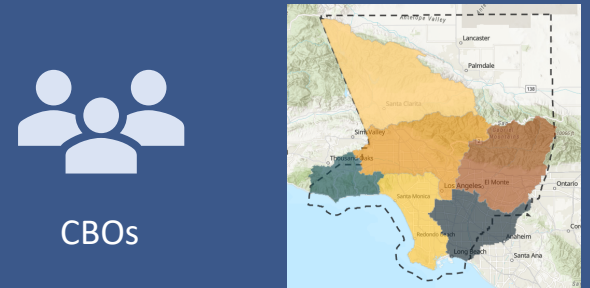 CBOs
Antelope Valley
Lancaster
Palmdale
138
Santa Clarita
Simi Valley
Thousand Oaks
Los Angeles
El Monte
Ontario
Santa Monica
Redondo Beach
Long Beach
Anaheim
Santa Ana